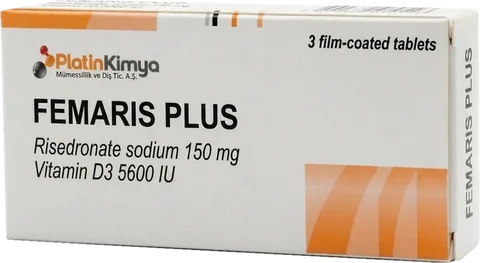 PlatinKimya
Mümessillik ve Diş Tic. A.Ş.
3 film-coated tablets
FEMARIS PLUS
Risedronate sodium 150 mg
Vitamin D3 5600 IU
FEMARIS PLUS